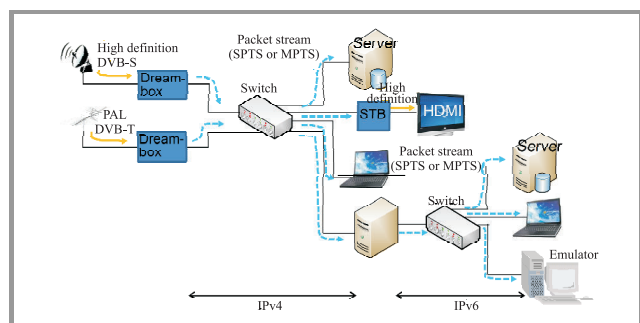 High definition
DVB-S
Dream-
box
PAL
DVB-T
Dream-
box
Switch
Packet stream
(SPTS or MPTS)
Server
High
definition
STB
HDMI
Packet stream
(SPTS or MPTS)
Switch
Server
Emulator
IPv4
IPv6